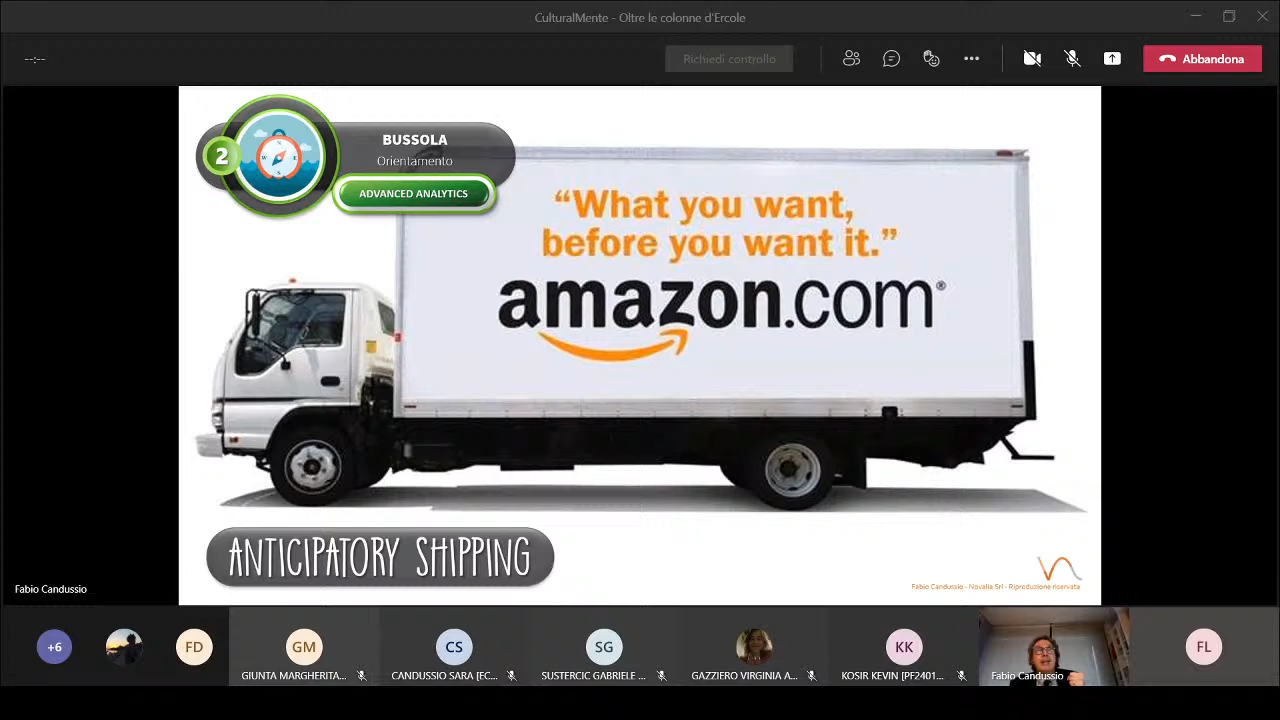 CulturalMente - Oltre le colonne d'Ercole
--:--
Richiedi controllo
Abbandona
2
BUSSOLA
Orientamento
ADVANCED ANALYTICS
“What you want,
before you want it.”
amazon.com®
ANTICIPATORY SHIPPING
Fabio Candussio - Novalia Srl - Riproduzione riservata
Fabio Candussio
+6
FD
GM
CS
SG
KK
FL
GIUNTA MARGHERITA...
CANDUSSIO SARA [EC...
SUSTERCIC GABRIELE ...
GAZZIERO VIRGINIA A...
KOSIR KEVIN [PF2401...
Fabio Candussio